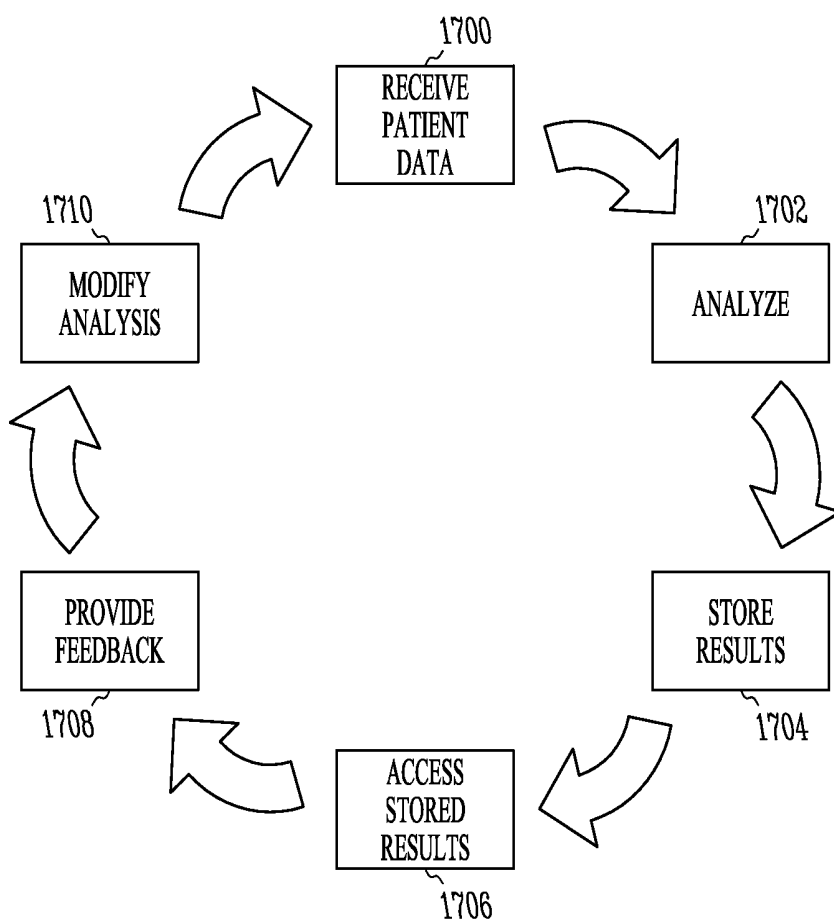 1700
RECEIVE
PATIENT
DATA
1702
ANALYZE
STORE
RESULTS
1704
ACCESS
STORED
RESULTS
1706
PROVIDE
FEEDBACK
1708
1710
MODIFY
ANALYSIS